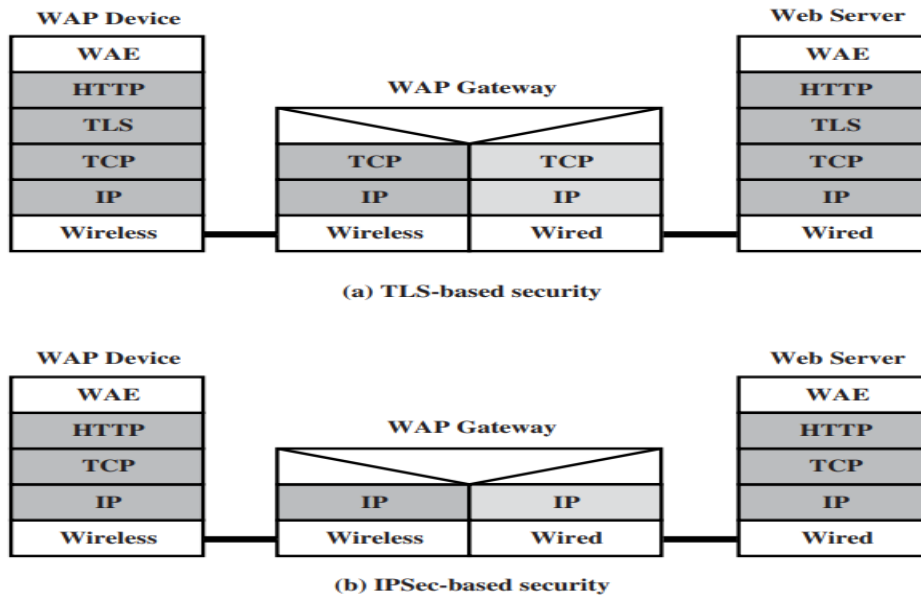 WAP Device
Web Server
WAE
WAE
HTTP
WAP Gateway
HTTP
TLS
TLS
TCP
TCP
TCP
TCP
IP
IP
IP
IP
Wireless
Wireless
Wired
Wired
(a) TLS-based security
WAP Device
Web Server
WAE
WAE
HTTP
WAP Gateway
HTTP
TCP
TCP
IP
IP
IP
IP
Wireless
Wireless
Wired
Wired
(b) IPSec-based security